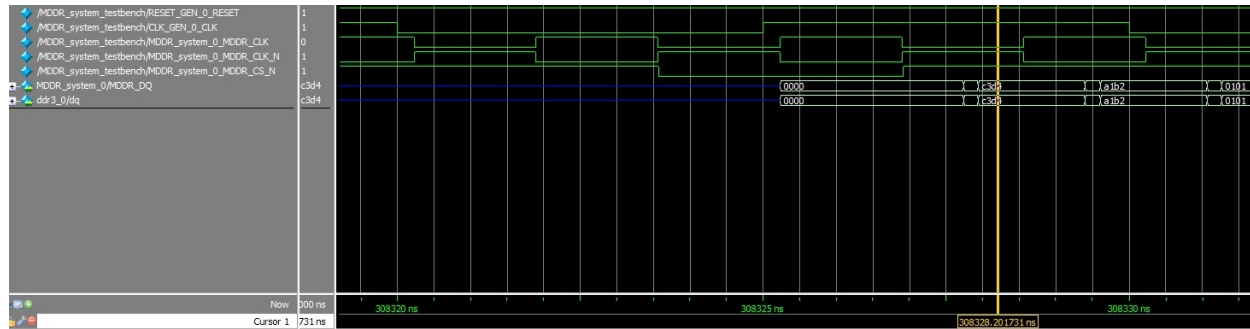 /MDDR_system_testbench/RESET_GEN_0_RESET 1
/MDDR_system_testbench/CLK_GEN_0_CLK 1
/MDDR_system_testbench/MDDR_system_0_MDDR_CLK 0
/MDDR_system_testbench/MDDR_system_0_MDDR_CLK_N 1
/MDDR_system_testbench/MDDR_system_0_MDDR_CS_N 1
MDDR_system_0/MDDR_DQ c3d4 0000 c3d4 a1b2 0101
ddr3_0/dq c3d4 0000 c3d4 a1b2 0101
Now 000 ns 308320 ns 308325 ns 308330 ns
Cursor 1 731 ns 308328.201731 ns